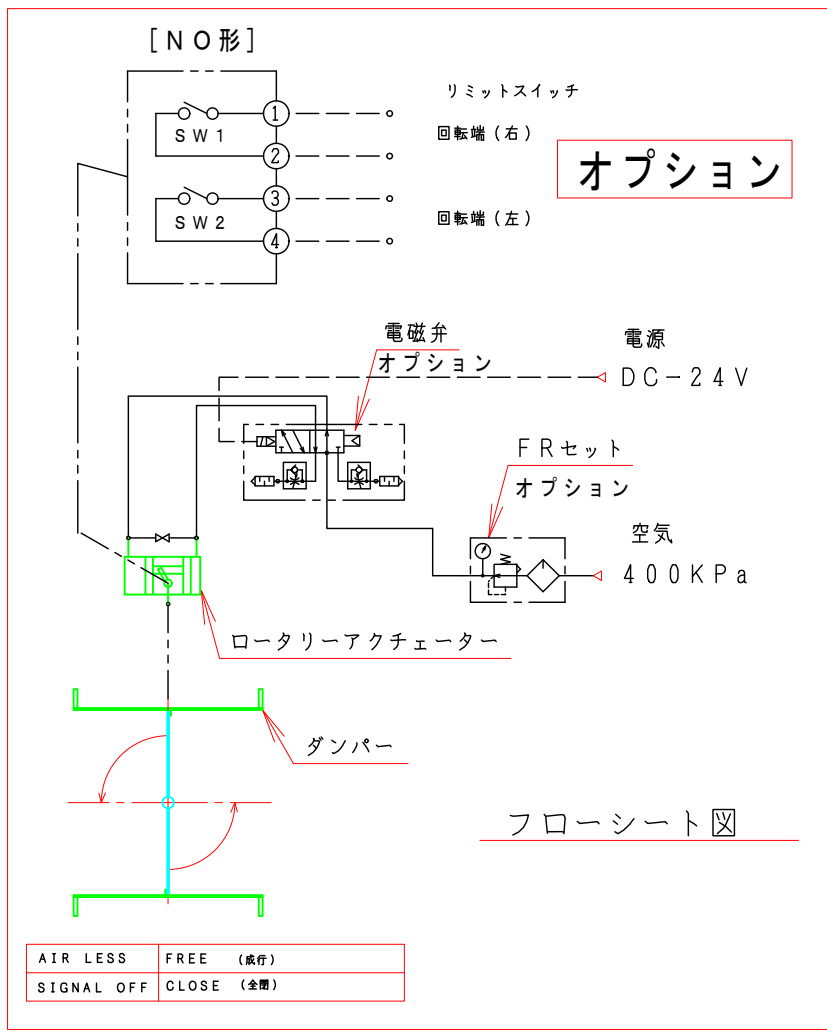 [NO形]
リミットスイッチ
SW1
1
2
回転端(右)
オプション
SW2
3
4
回転端(左)
電磁弁
オプション
電源
DC-24V
FRセット
オプション
空気
400KPa
ロータリーアクチェーター
ダンパー
フローシート図
AIR LESS FREE (成行)
SIGNAL OFF CLOSE (全閉)